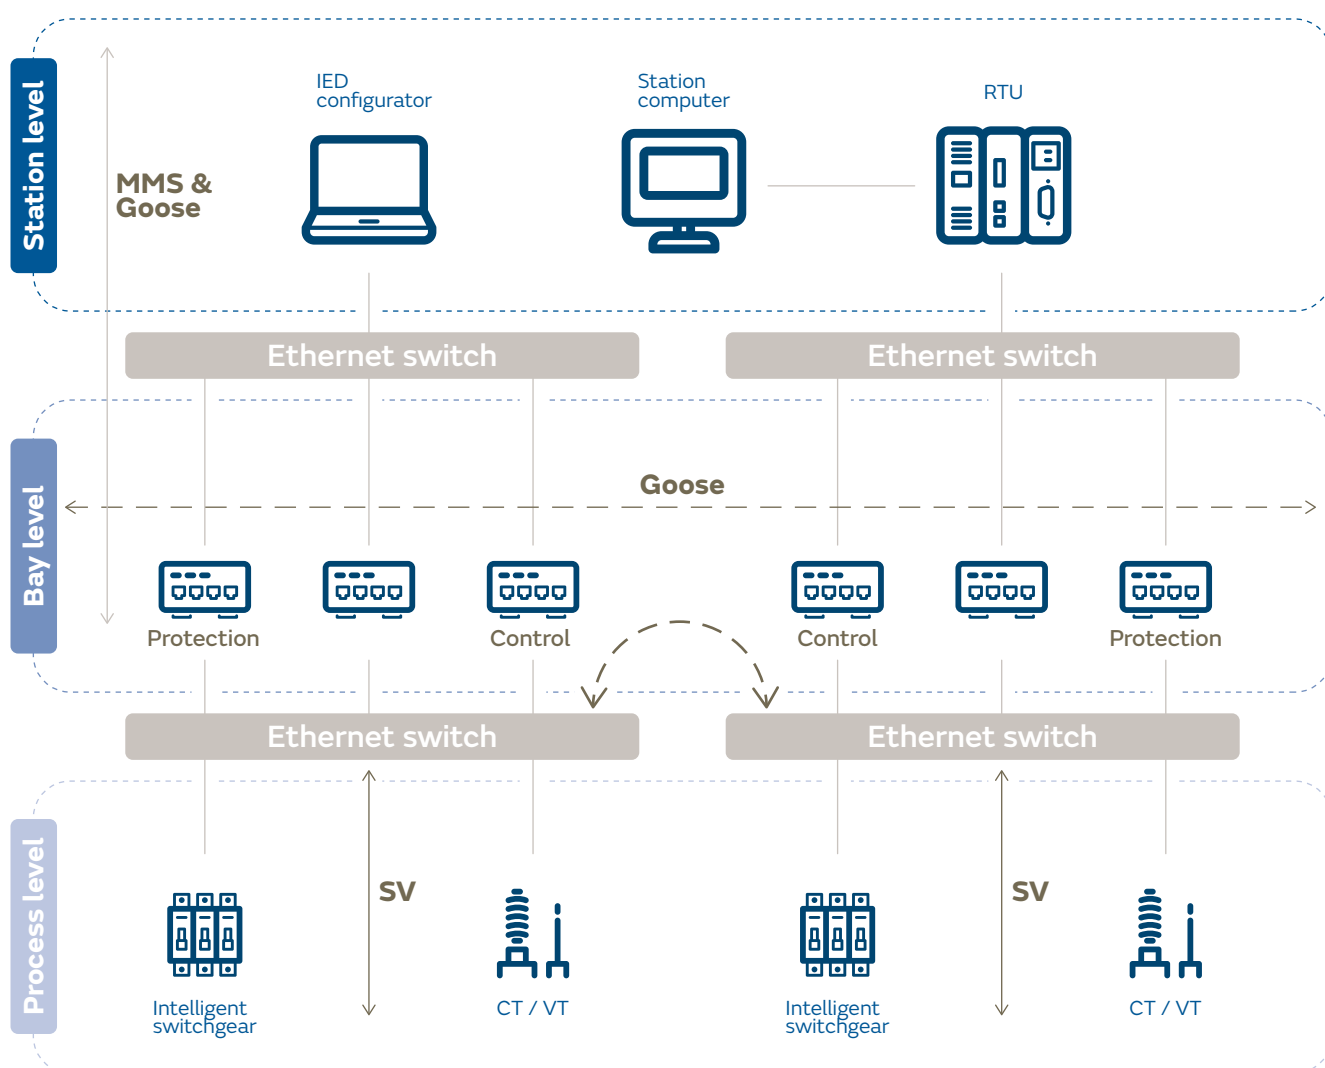 Station level
IED
configurator
Station
computer
RTU
MMS &
Goose
Ethernet switch
Ethernet switch
Bay level
Goose
Protection
Control
Control
Protection
Ethernet switch
Ethernet switch
Process level
SV
SV
Intelligent
switchgear
CT / VT
Intelligent
switchgear
CT / VT